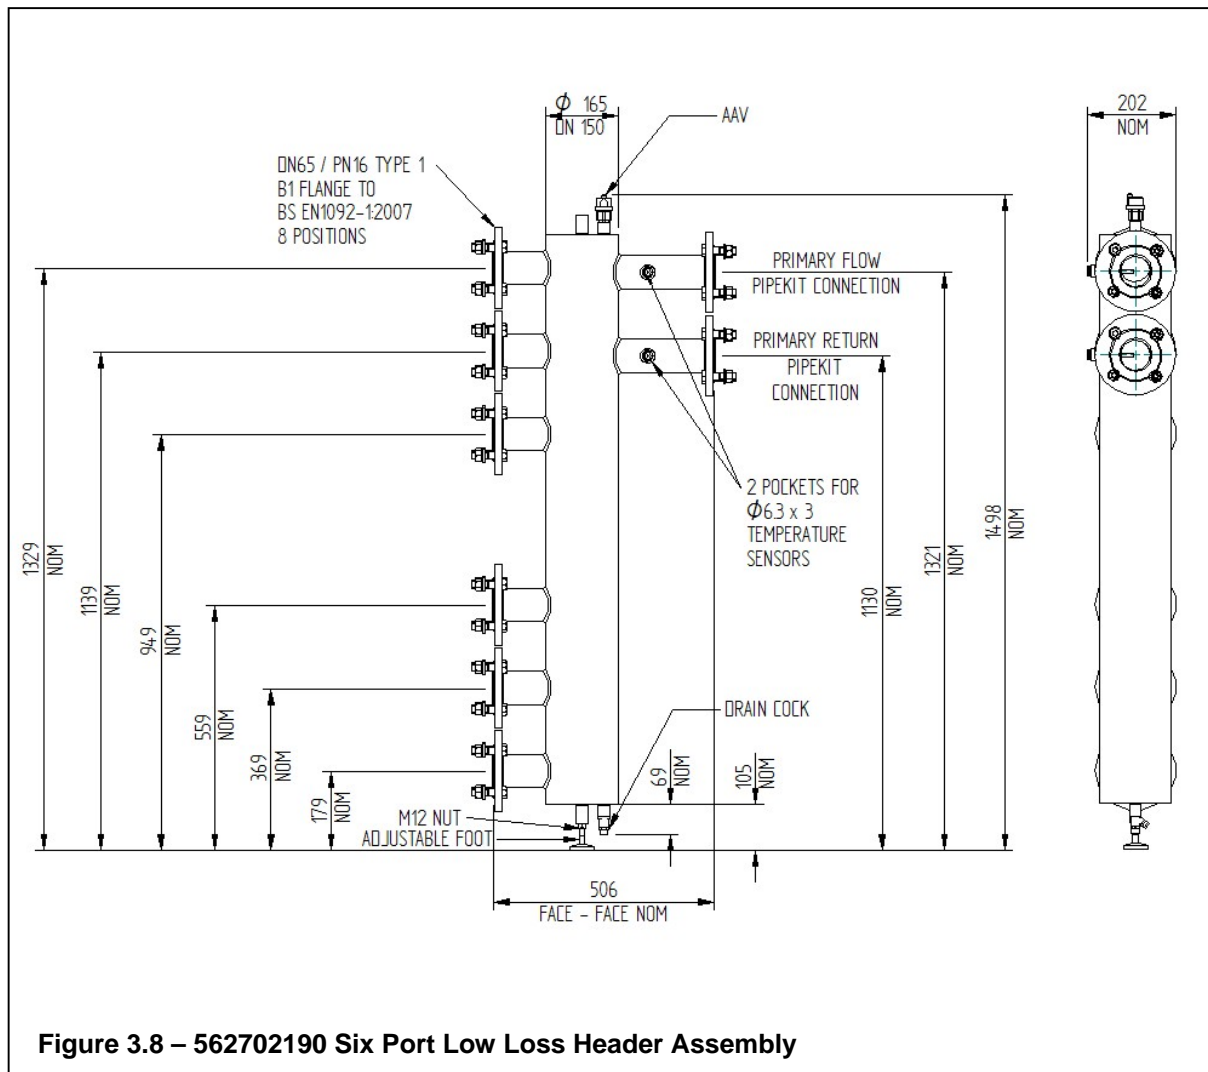 Φ 165
DN 150
AAV
202
NOM
DN65 / PN16 TYPE 1
B1 FLANGE TO
BS EN1092-1:2007
8 POSITIONS
PRIMARY FLOW
PIPEKIT CONNECTION
PRIMARY RETURN
PIPEKIT
CONNECTION
2 POCKETS FOR
Φ6.3 x 3
TEMPERATURE
SENSORS
1329
NOM
1139
NOM
949
NOM
559
NOM
369
NOM
179
NOM
1498
NOM
1321
NOM
1130
NOM
DRAIN COCK
69
NOM
105
NOM
M12 NUT
ADJUSTABLE FOOT
506
FACE - FACE NOM
Figure 3.8 – 562702190 Six Port Low Loss Header Assembly